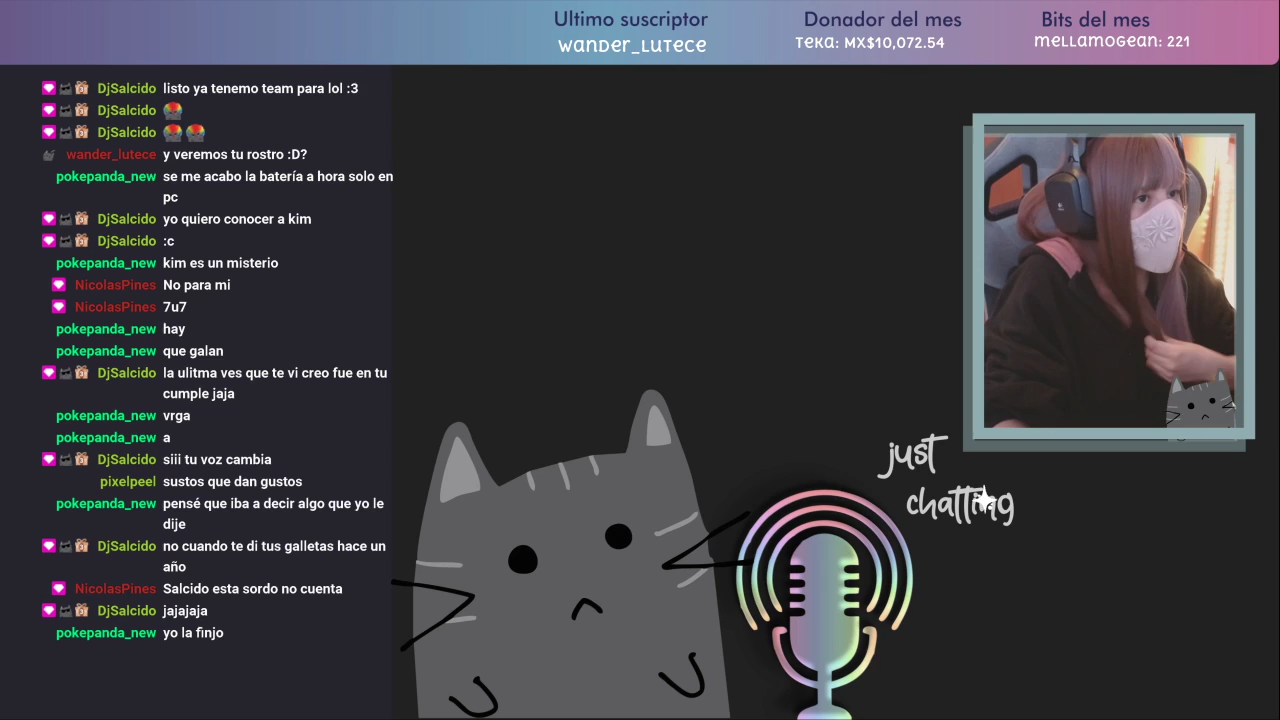 Ultimo suscriptor
wander_lutece
Donador del mes
Teka: MX$10,072.54
Bits del mes
mellamogean: 221
DjSalcido listo ya tenemo team para lol :3
DjSalcido
DjSalcido
wander_lutece y veremos tu rostro :D?
pokepanda_new se me acabo la batería a hora solo en
pc
DjSalcido yo quiero conocer a kim
DjSalcido :c
pokepanda_new kim es un misterio
NicolasPines No para mi
NicolasPines 7u7
pokepanda_new hay
pokepanda_new que galan
DjSalcido la ulitma ves que te vi creo fue en tu
cumple jaja
pokepanda_new vrga
pokepanda_new a
DjSalcido siii tu voz cambia
pixelpeel sustos que dan gustos
pokepanda_new pensé que iba a decir algo que yo le
dije
DjSalcido no cuando te di tus galletas hace un
año
NicolasPines Salcido esta sordo no cuenta
DjSalcido jajajaja
pokepanda_new yo la finjo
just
chatting